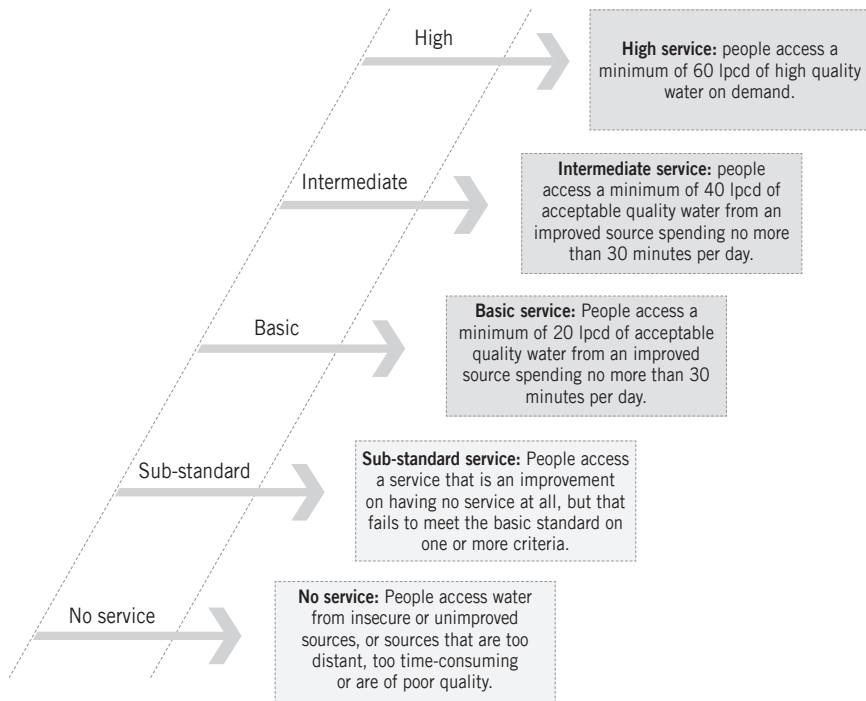 High
High service: people access a
minimum of 60 lpcd of high quality
water on demand.
Intermediate
Intermediate service: people
access a minimum of 40 lpcd of
acceptable quality water from an
improved source spending no more
than 30 minutes per day.
Basic
Basic service: People access a
minimum of 20 lpcd of acceptable
quality water from an improved
source spending no more than 30
minutes per day.
Sub-standard
Sub-standard service: People access
a service that is an improvement
on having no service at all, but that
fails to meet the basic standard on
one or more criteria.
No service
No service: People access water
from insecure or unimproved
sources, or sources that are too
distant, too time-consuming
or are of poor quality.